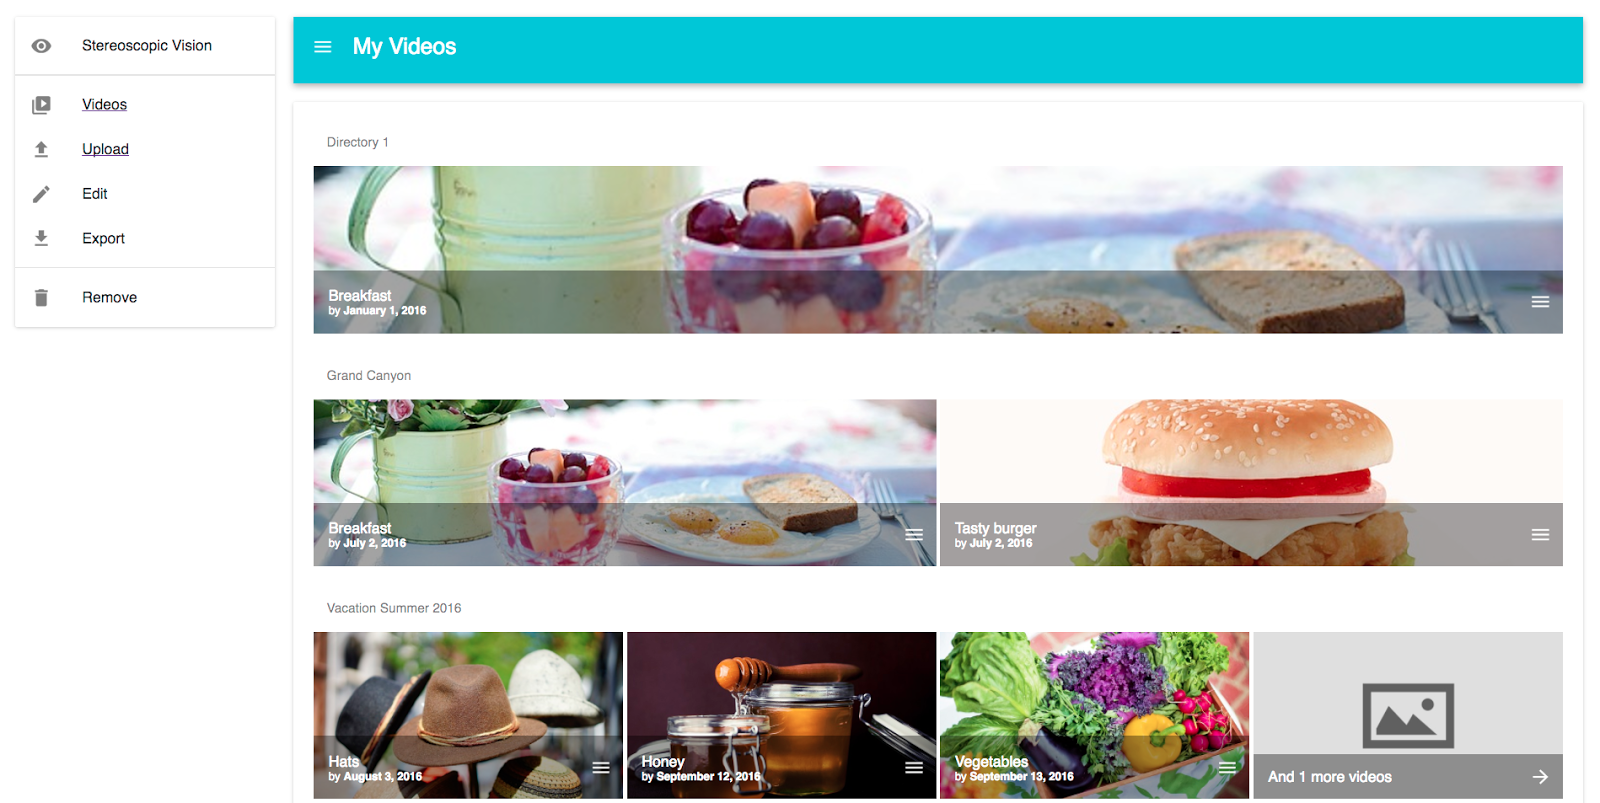 Stereoscopic Vision
Videos
Upload
Edit
Export
Remove
My Videos
Directory 1
Breakfast
by January 1, 2016
Grand Canyon
Breakfast
by July 2, 2016
Tasty burger
by July 2, 2016
Vacation Summer 2016
Hats
by August 3, 2016
Honey
by September 12, 2016
Vegetables
by September 13, 2016
And 1 more videos